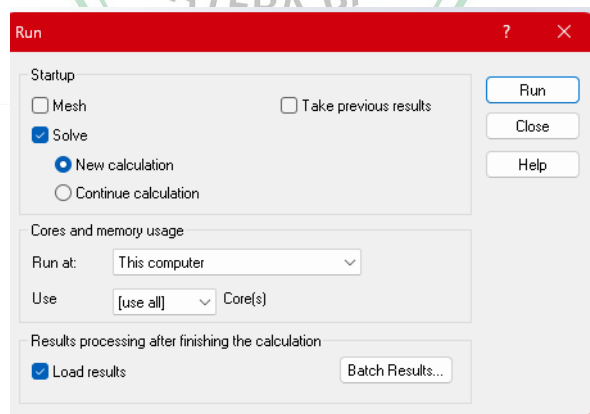 Run ?
Startup
Mesh Take previous results
Solve
New calculation
Continue calculation
Run
Close
Help
Cores and memory usage
Run at: This computer
Use [use all] Core(s)
Results processing after finishing the calculation
Load results Batch Results...